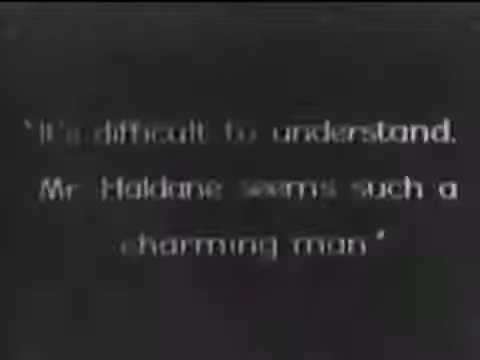 "It's difficult to understand.
Mr Haldane seems such a
charming man"